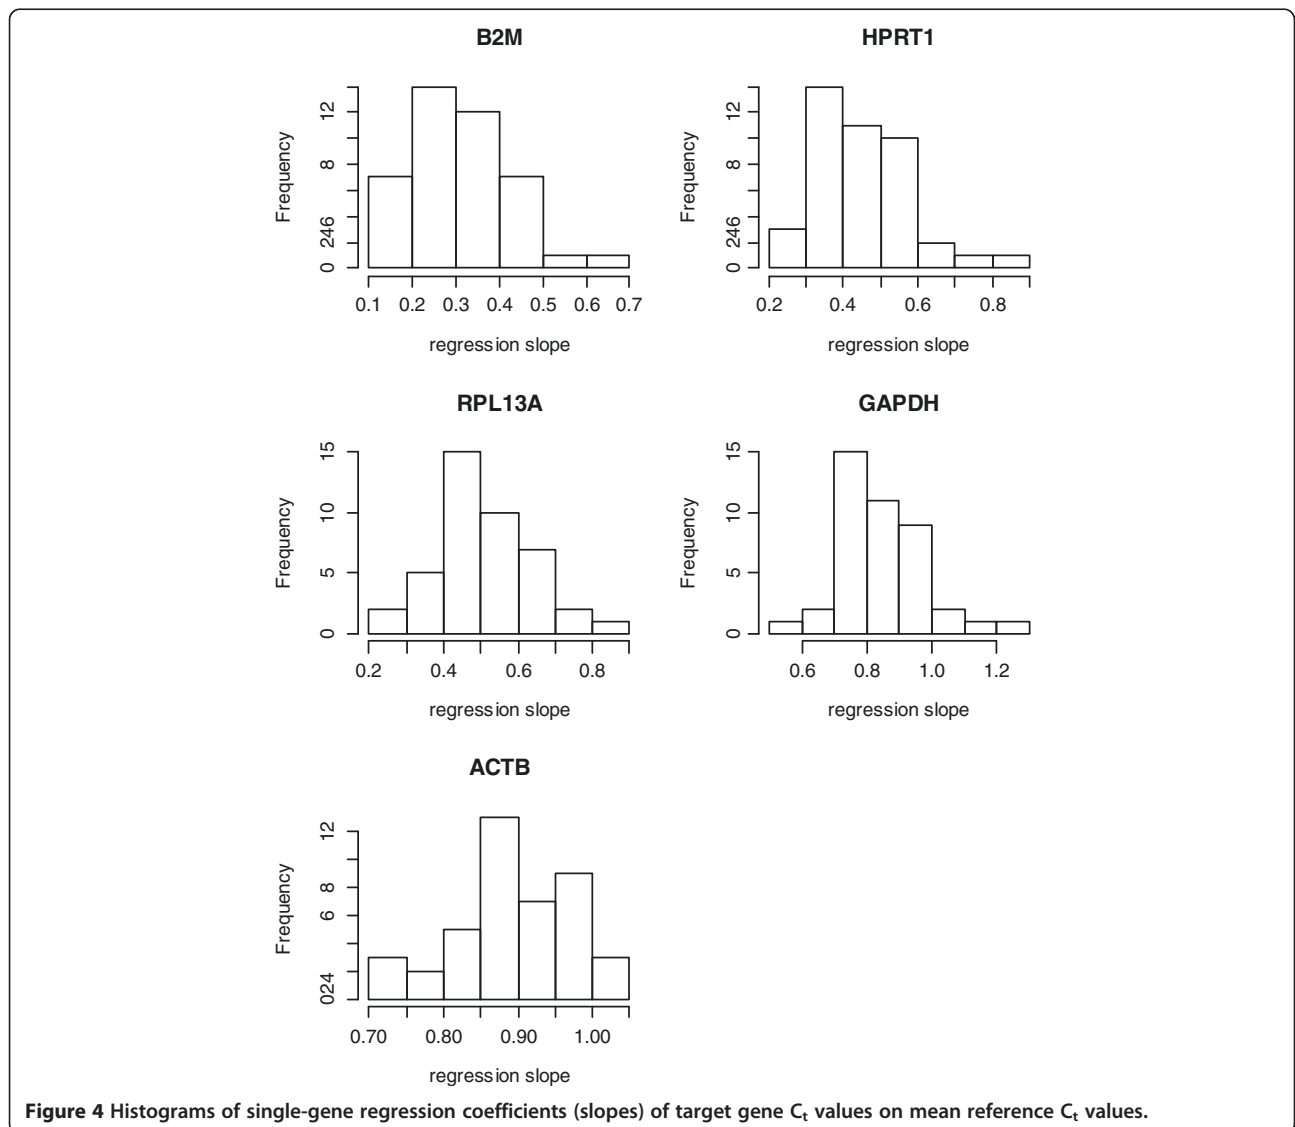 B2M
HPRT1
Frequency
0 246 8 12
0.1 0.2 0.3 0.4 0.5 0.6 0.7
regression slope
Frequency
0 246 8 12
0.2 0.4 0.6 0.8
regression slope
RPL13A
GAPDH
Frequency
0 5 10 15
0.2 0.4 0.6 0.8
regression slope
Frequency
0 5 10 15
0.6 0.8 1.0 1.2
regression slope
ACTB
Frequency
024 6 8 12
0.70 0.80 0.90 1.00
regression slope
Figure 4 Histograms of single-gene regression coefficients (slopes) of target gene Ct values on mean reference Ct values.